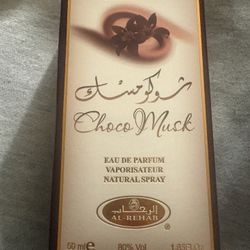 شوكو مسك
Choco Musk
EAU DE PARFUM
VAPORISATEUR
NATURAL SPRAY
الرحاب
AL-REHAB
®
50 ml e 80% Vol.